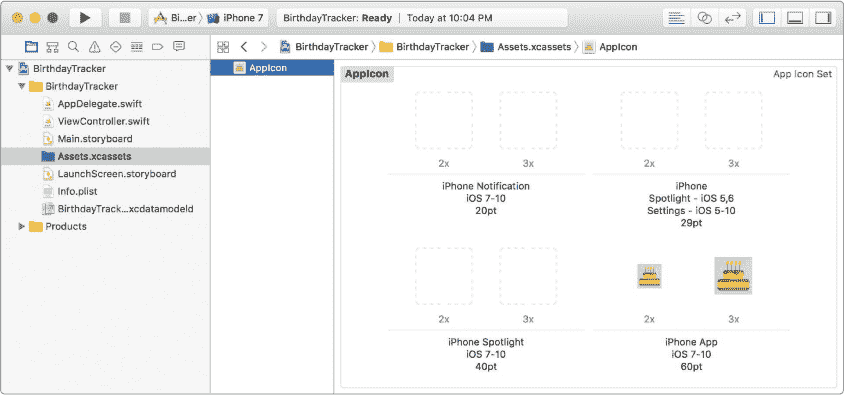 Bi...er
iPhone 7
BirthdayTracker: Ready | Today at 10:04 PM
BirthdayTracker
BirthdayTracker
Assets.xcassets
AppIcon
BirthdayTracker
BirthdayTracker
AppDelegate.swift
ViewController.swift
Main.storyboard
Assets.xcassets
LaunchScreen.storyboard
Info.plist
BirthdayTrack...xcdatamodeld
Products
AppIcon
AppIcon
App Icon Set
2x 3x
iPhone Notification
iOS 7-10
20pt
2x 3x
iPhone
Spotlight - iOS 5,6
Settings - iOS 5-10
29pt
2x 3x
iPhone Spotlight
iOS 7-10
40pt
2x 3x
iPhone App
iOS 7-10
60pt